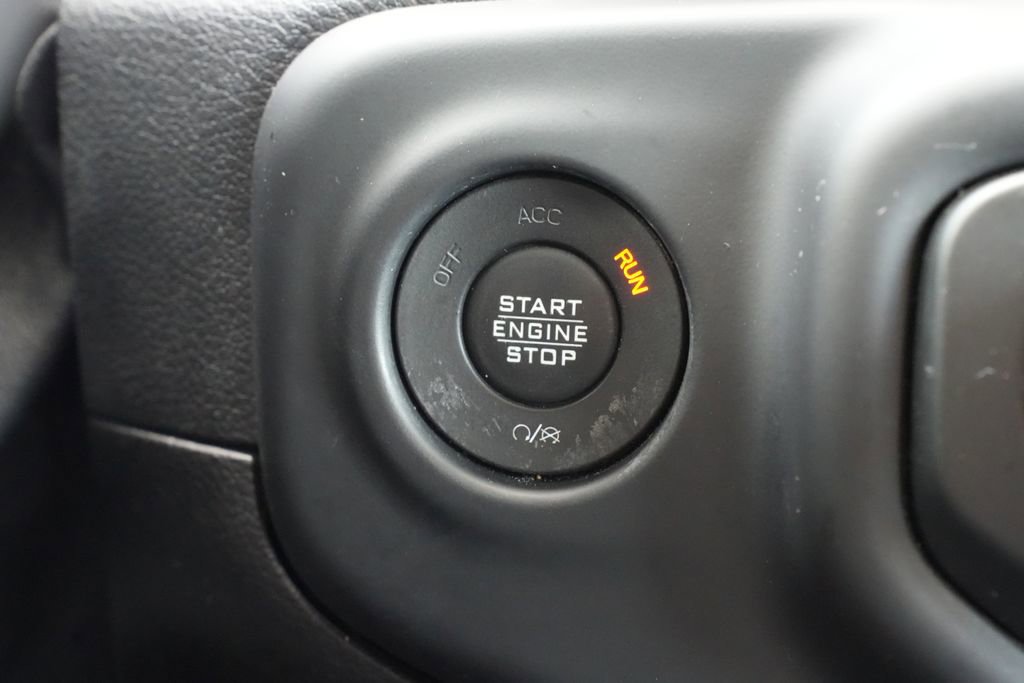 OFF
ACC
RUN
START
ENGINE
STOP